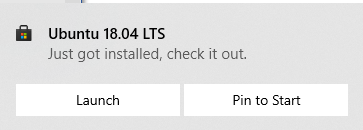 Ubuntu 18.04 LTS
Just got installed, check it out.
Launch
Pin to Start